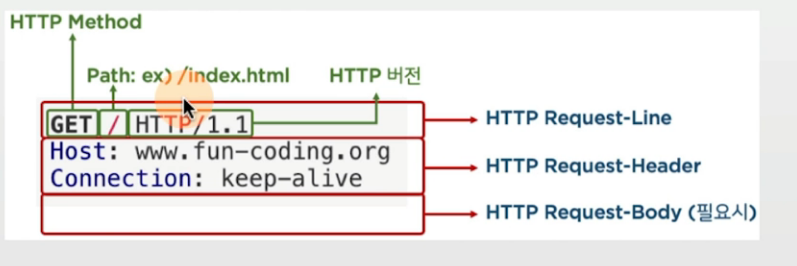 HTTP Method
Path: ex) /index.html HTTP 버전
GET / HTTP/1.1 HTTP Request-Line
Host: www.fun-coding.org
Connection: keep-alive
HTTP Request-Header
HTTP Request-Body (필요시)